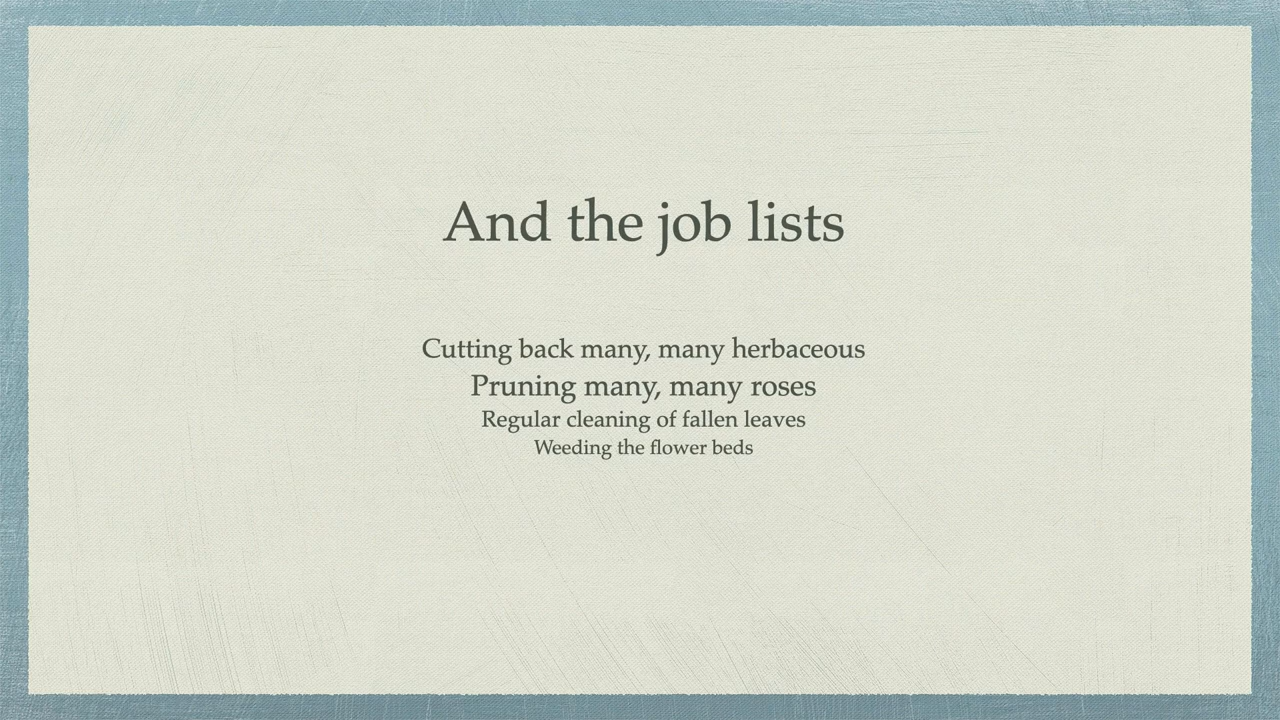 And the job lists
Cutting back many, many herbaceous
Pruning many, many roses
Regular cleaning of fallen leaves
Weeding the flower beds